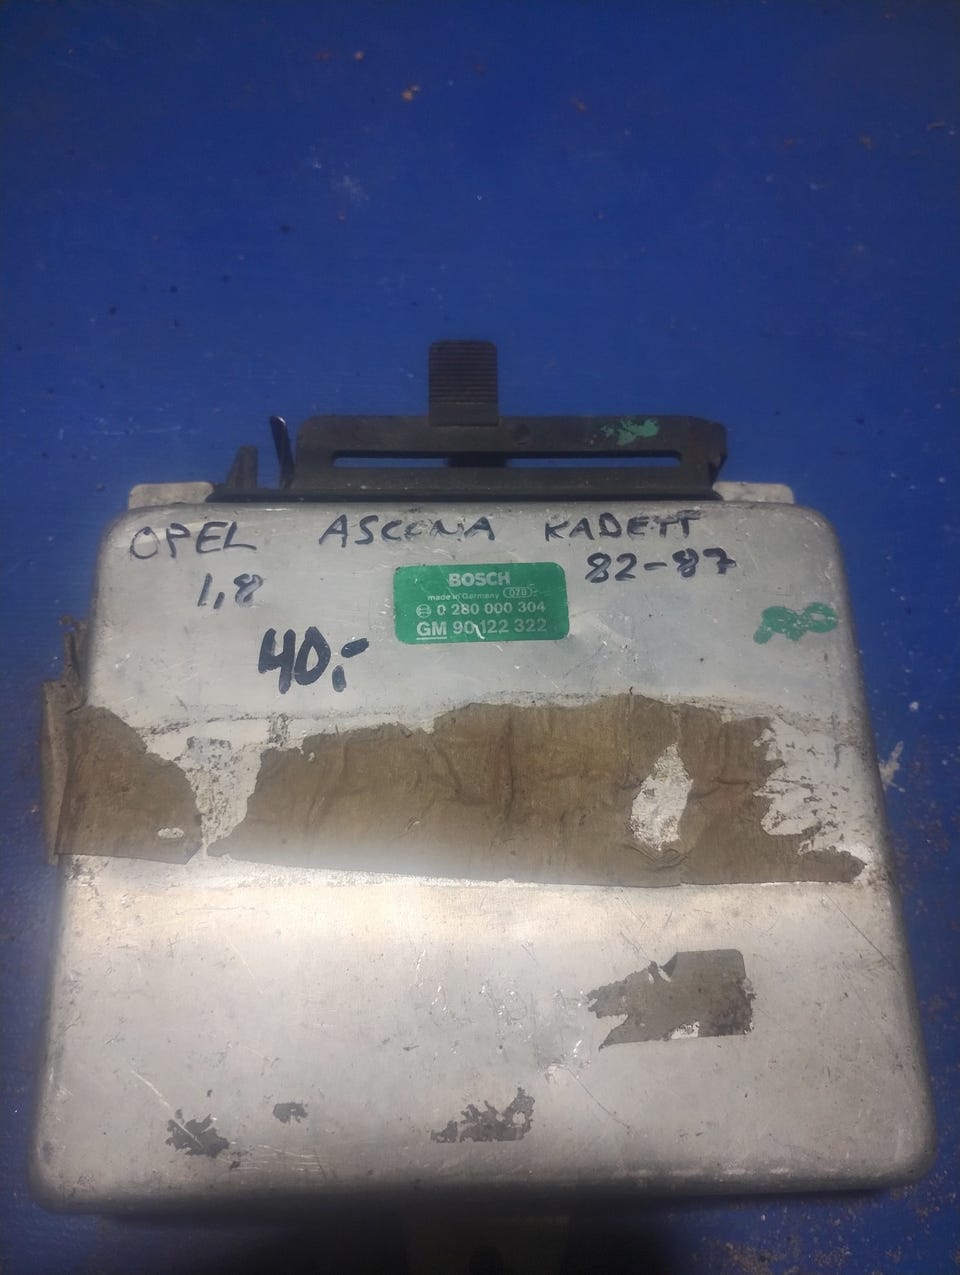 OPEL ASCONA KADETT
1,8 82-87
BOSCH
made in Germany 028
0 280 000 304
GM 90 122 322
40,-